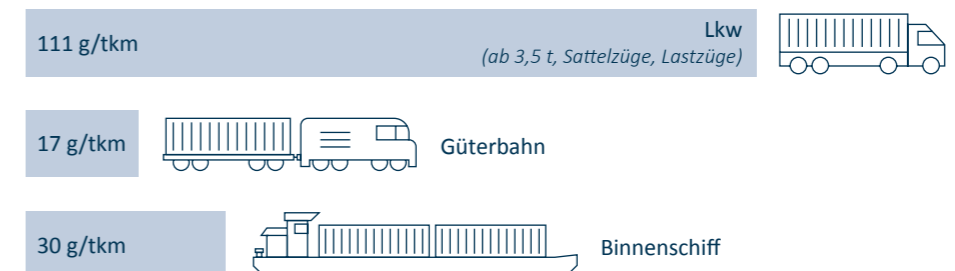 111 g/tkm
Lkw
(ab 3,5 t, Sattelzüge, Lastzüge)
17 g/tkm
Güterbahn
30 g/tkm
Binnenschiff